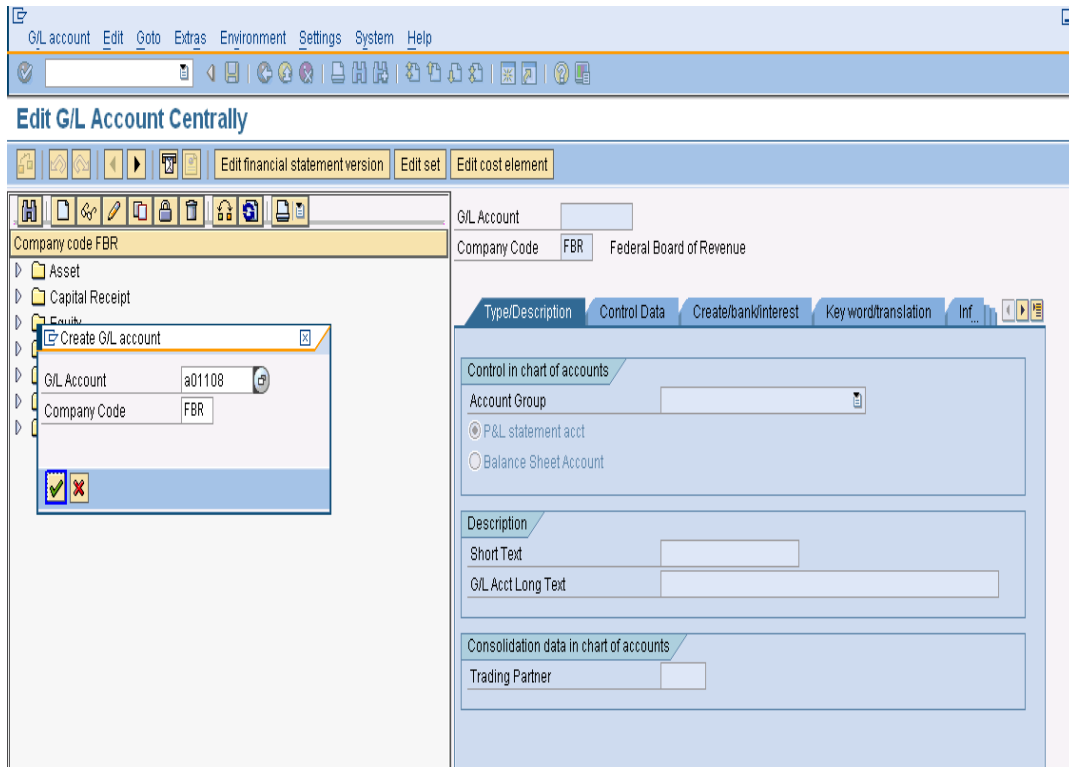 G/L account Edit Goto Extras Environment Settings System Help
Edit G/L Account Centrally
Edit financial statement version Edit set Edit cost element
Company code FBR
Asset
Capital Receipt
Equity
Create G/L account
G/L Account a01108
Company Code FBR
G/L Account
Company Code FBR Federal Board of Revenue
Type/Description Control Data Create/bank/interest Key word/translation Inf...
Control in chart of accounts
Account Group
P&L statement acct
Balance Sheet Account
Description
Short Text
G/L Acct Long Text
Consolidation data in chart of accounts
Trading Partner